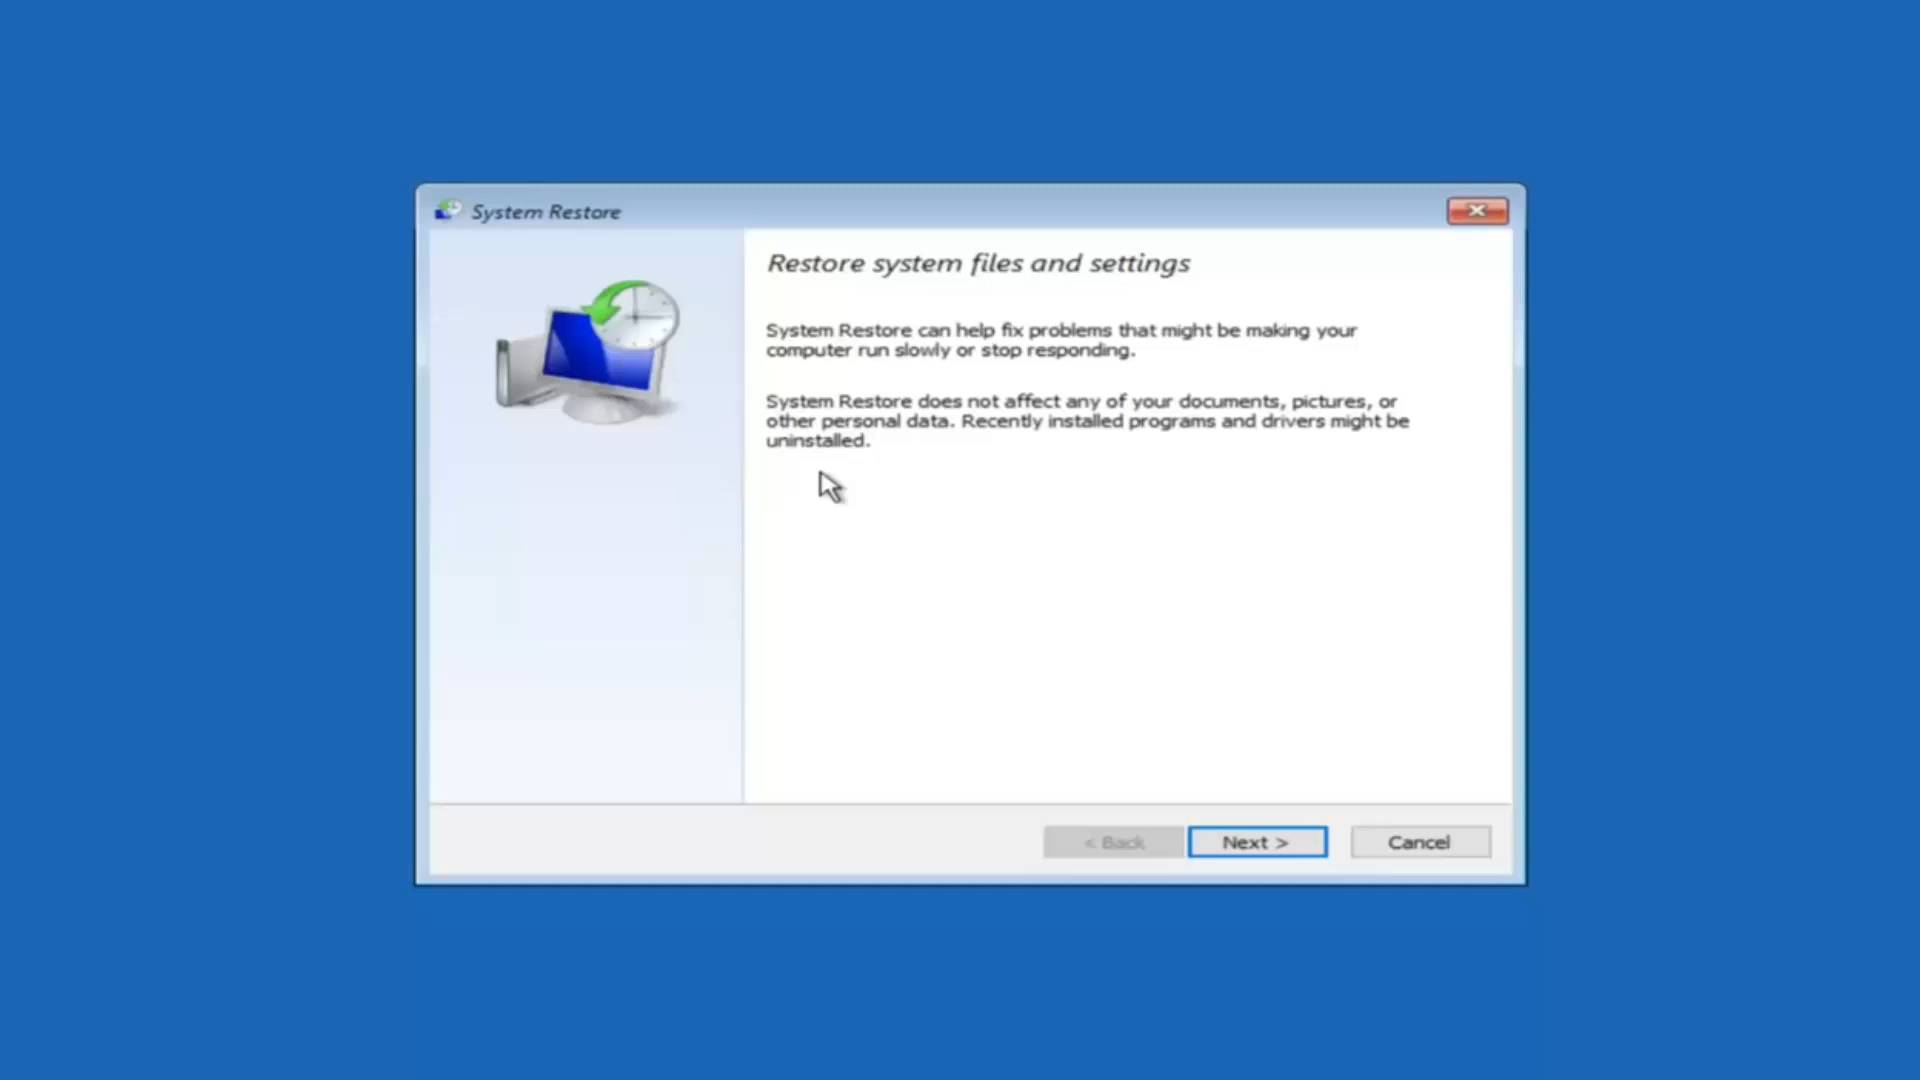 System Restore
Restore system files and settings
System Restore can help fix problems that might be making your
computer run slowly or stop responding.
System Restore does not affect any of your documents, pictures, or
other personal data. Recently installed programs and drivers might be
uninstalled.
< Back
Next >
Cancel